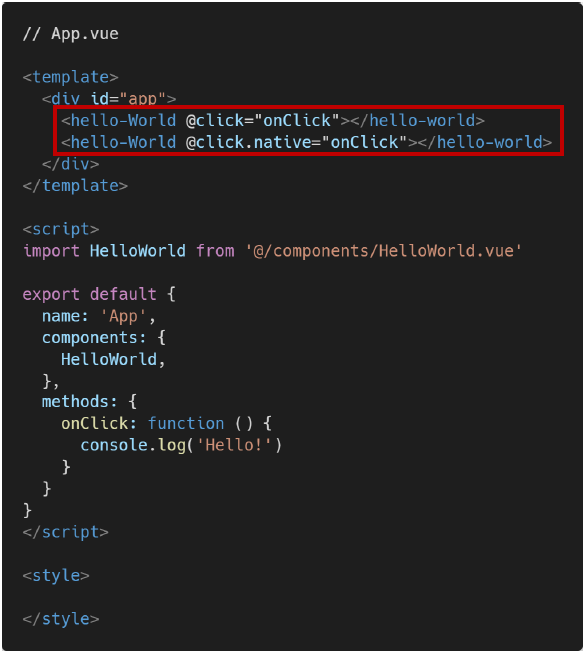 // App.vue
<template>
<div id="app">
<hello-World @click="onClick"></hello-world>
<hello-World @click.native="onClick"></hello-world>
</div>
</template>
<script>
import HelloWorld from '@/components/HelloWorld.vue'
export default {
name: 'App',
components: {
HelloWorld,
},
methods: {
onClick: function () {
console.log('Hello!')
}
}
}
</script>
<style>
</style>